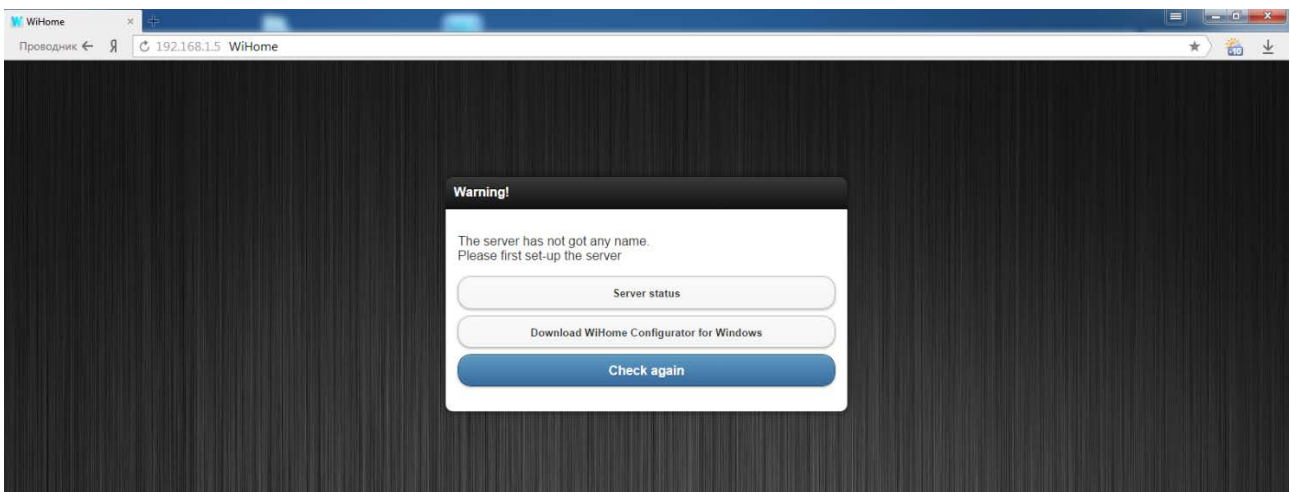 WiHome
Проводник Я 192.168.1.5 WiHome
-10
Warning!
The server has not got any name.
Please first set-up the server
Server status
Download WiHome Configurator for Windows
Check again